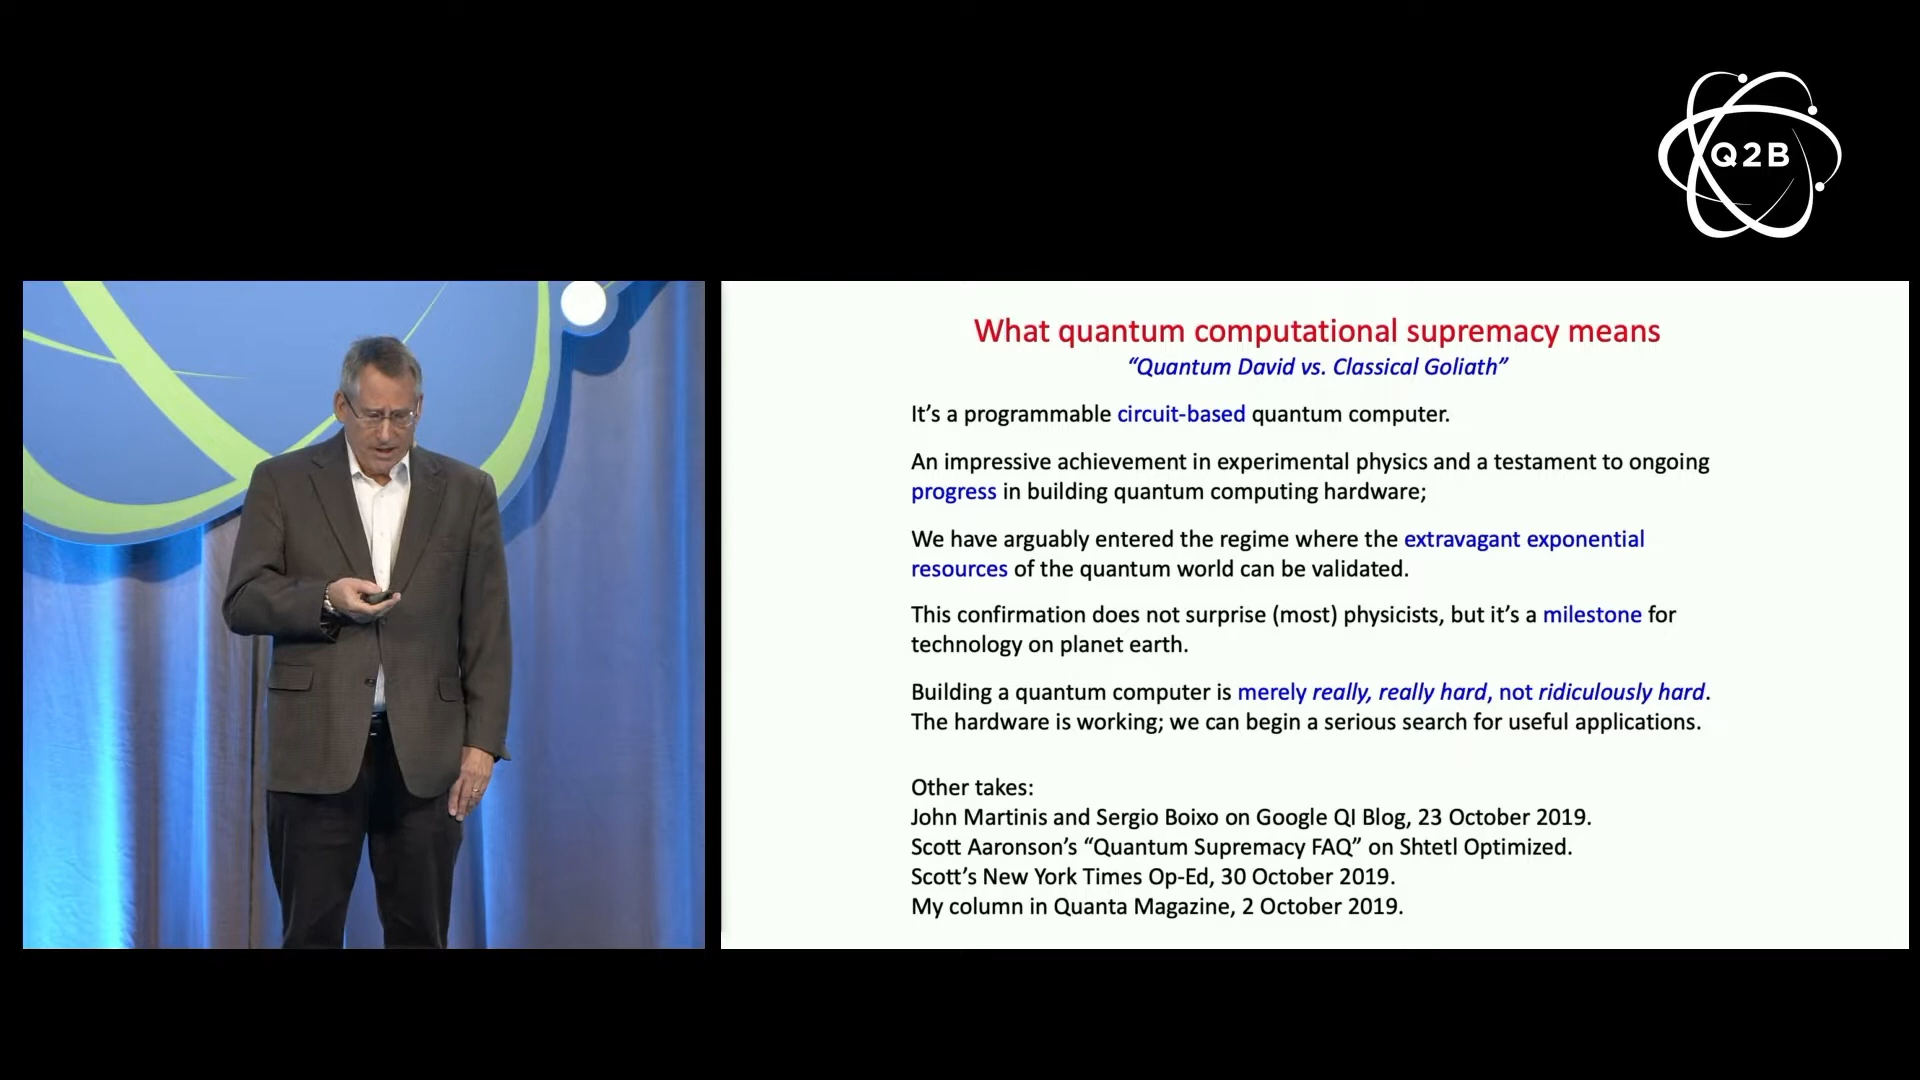 Q2B
What quantum computational supremacy means
“Quantum David vs. Classical Goliath”
It’s a programmable circuit-based quantum computer.
An impressive achievement in experimental physics and a testament to ongoing
progress in building quantum computing hardware;
We have arguably entered the regime where the extravagant exponential
resources of the quantum world can be validated.
This confirmation does not surprise (most) physicists, but it’s a milestone for
technology on planet earth.
Building a quantum computer is merely really, really hard, not ridiculously hard.
The hardware is working; we can begin a serious search for useful applications.
Other takes:
John Martinis and Sergio Boixo on Google QI Blog, 23 October 2019.
Scott Aaronson’s “Quantum Supremacy FAQ” on Shtetl Optimized.
Scott’s New York Times Op-Ed, 30 October 2019.
My column in Quanta Magazine, 2 October 2019.